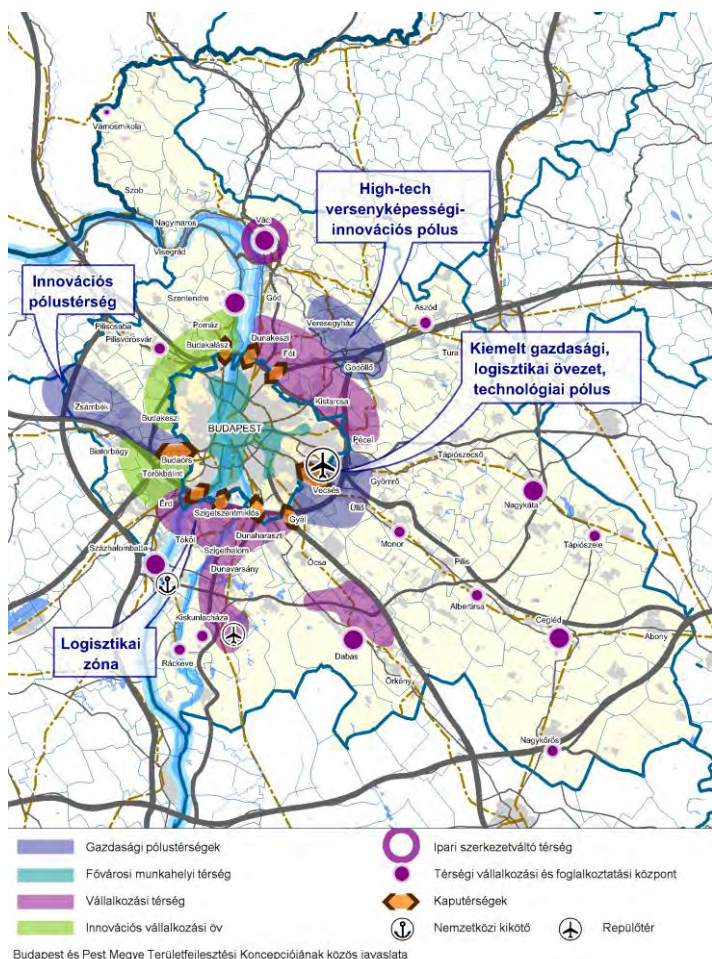 Városmikola
Szob
Nagymaros
Vác
Visegrád
High-tech
versenyképességi-
innovációs pólus
Innovációs
pólustérség
Szentendre
Göd
Pomáz
Veresegyház
Aszód
Piliscsaba
Budakalász
Dunakeszi
Pilisvörösvár
Fót
Tura
Kiemelt gazdasági,
logisztikai övezet,
technológiai pólus
Gödöllő
Zsámbék
Kistarcsa
Budakeszi
BUDAPEST
Pécel
Biatorbágy
Budaörs
Tápiószecső
Törökbálint
Gyömrő
Vecsés
Nagykáta
Érd
Szigetszentmiklós
Üllő
Gyál
Tököl
Dunaharaszti
Monor
Tápiószele
Szigethalom
Százhalombatta
Ócsa
Pilis
Dunavarsány
Albertirsa
Kiskunlacháza
Cegléd
Logisztikai
zóna
Abony
Ráckeve
Dabas
Örkény
Nagykőrös
Gazdasági pólustérségek
Ipari szerkezetváltó térség
Fővárosi munkahelyi térség
Térségi vállalkozási és foglalkoztatási központ
Vállalkozási térség
Kaputérségek
Innovációs vállalkozási öv
Nemzetközi kikötő
Repülőtér
Budapest és Pest Megye Területfejlesztési Koncepciójának közös javaslata